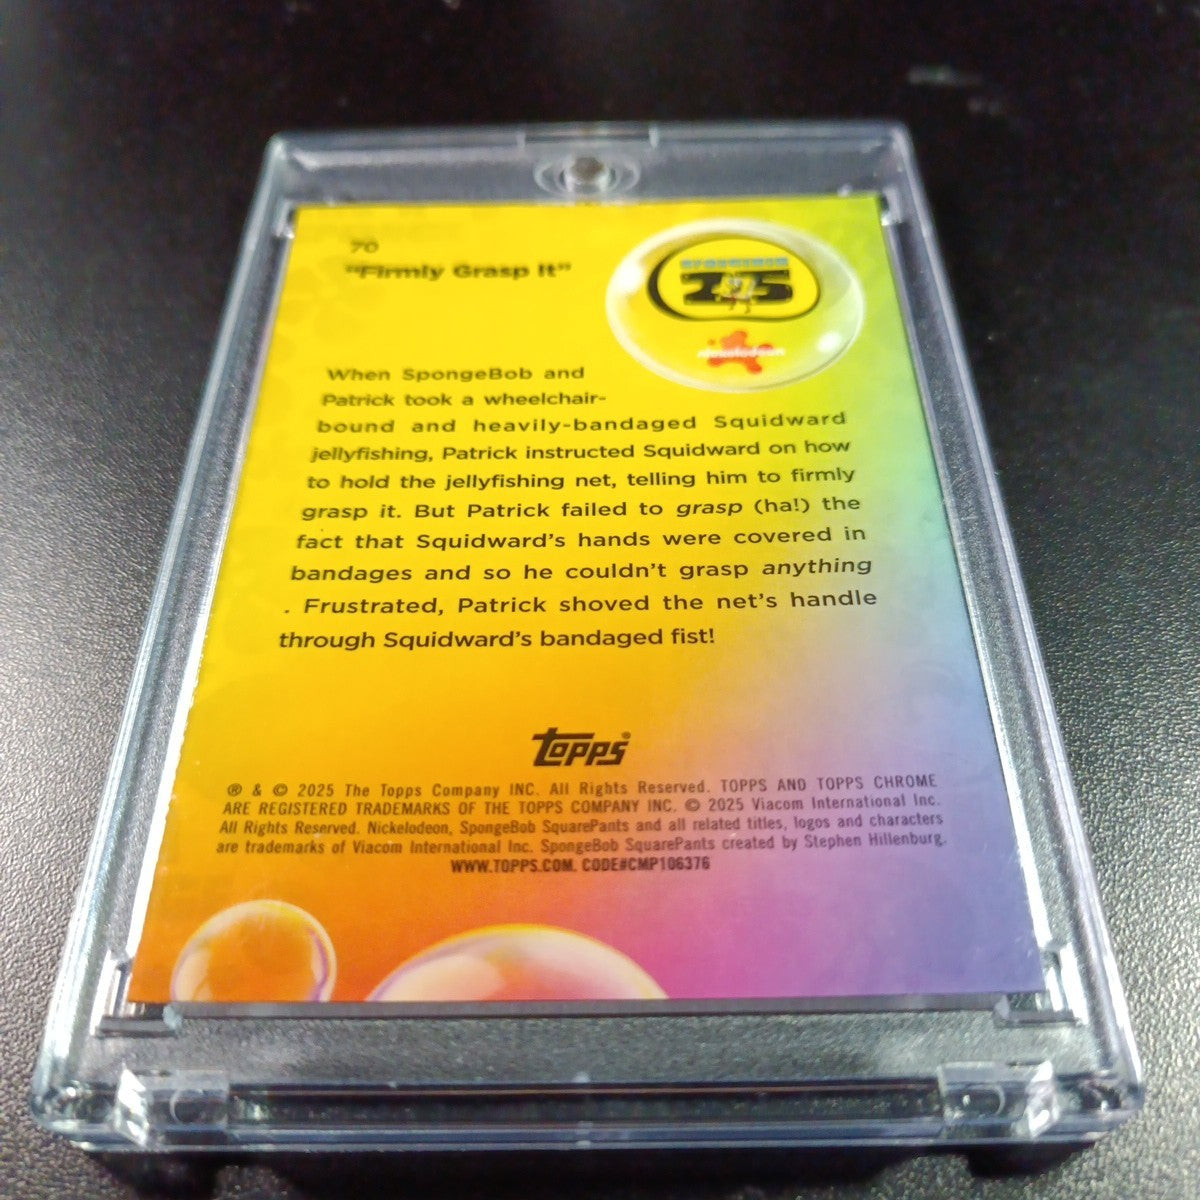 70
"Firmly Grasp It"
25
nickelodeon
When SpongeBob and
Patrick took a wheelchair-
bound and heavily-bandaged Squidward
jellyfishing, Patrick instructed Squidward on how
to hold the jellyfishing net, telling him to firmly
grasp it. But Patrick failed to grasp (ha!) the
fact that Squidward's hands were covered in
bandages and so he couldn't grasp anything
. Frustrated, Patrick shoved the net's handle
through Squidward's bandaged fist!
topps®
® & © 2025 The Topps Company INC. All Rights Reserved. TOPPS AND TOPPS CHROME
ARE REGISTERED TRADEMARKS OF THE TOPPS COMPANY INC. © 2025 Viacom International Inc.
All Rights Reserved. Nickelodeon, SpongeBob SquarePants and all related titles, logos and characters
are trademarks of Viacom International Inc. SpongeBob SquarePants created by Stephen Hillenburg.
WWW.TOPPS.COM. CODE#CMP106376